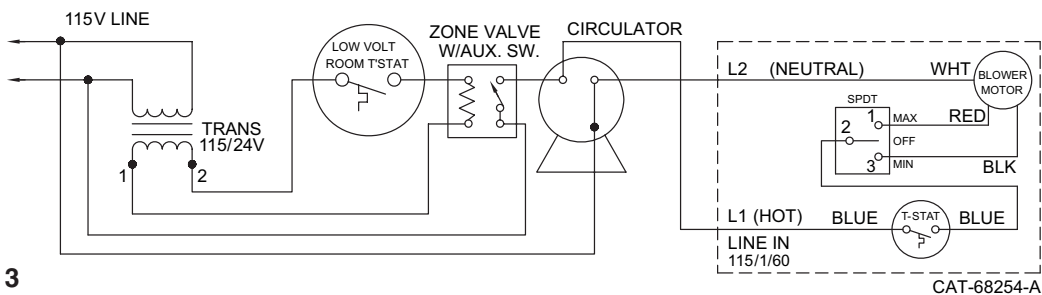 115V LINE
TRANS
115/24V
1
2
LOW VOLT
ROOM T'STAT
ZONE VALVE
W/AUX. SW.
CIRCULATOR
L2 (NEUTRAL)
WHT
BLOWER
MOTOR
SPDT
1
MAX
RED
2
OFF
3
MIN
BLK
L1 (HOT)
BLUE
T-STAT
BLUE
LINE IN
115/1/60
3
CAT-68254-A